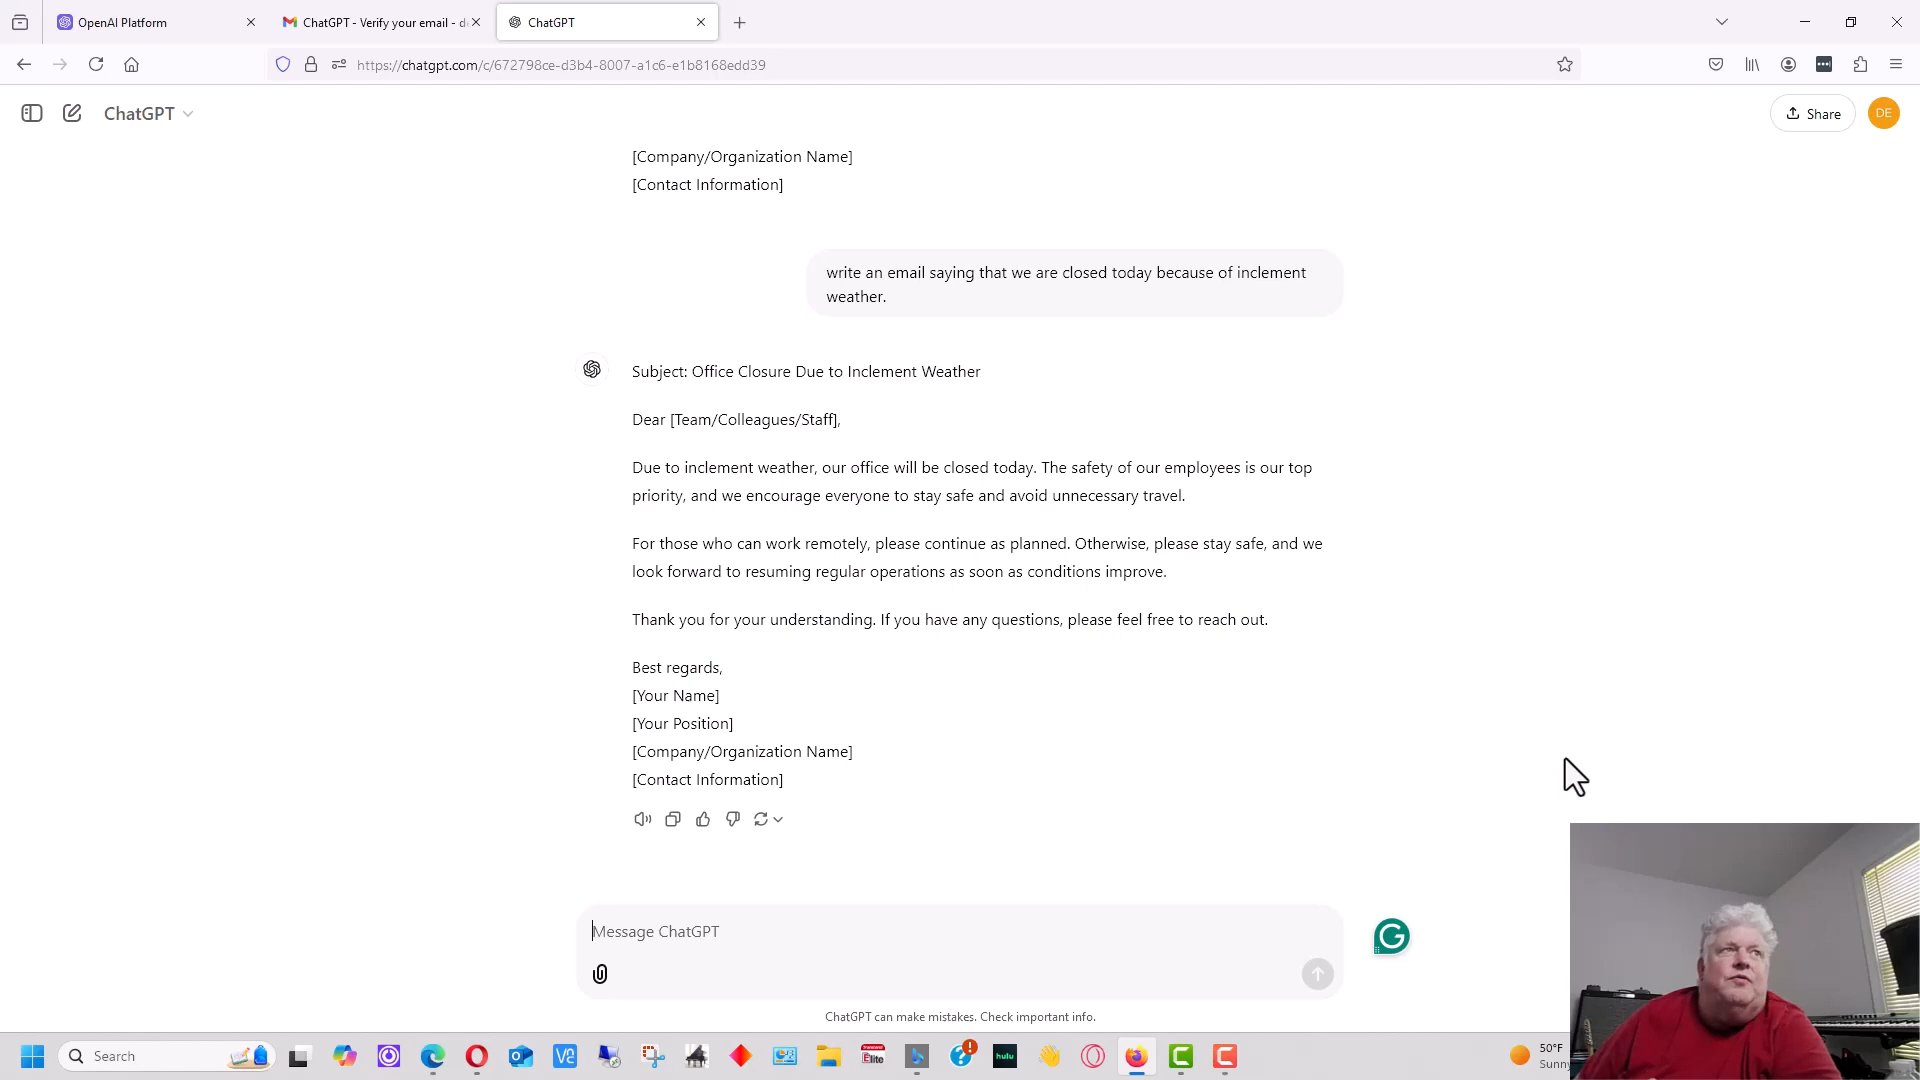 OpenAI Platform
ChatGPT - Verify your email - d
ChatGPT
https://chatgpt.com/c/672798ce-d3b4-8007-a1c6-e1b8168edd39
ChatGPT
Share
DE
[Company/Organization Name]
[Contact Information]
write an email saying that we are closed today because of inclement
weather.
Subject: Office Closure Due to Inclement Weather
Dear [Team/Colleagues/Staff],
Due to inclement weather, our office will be closed today. The safety of our employees is our top
priority, and we encourage everyone to stay safe and avoid unnecessary travel.
For those who can work remotely, please continue as planned. Otherwise, please stay safe, and we
look forward to resuming regular operations as soon as conditions improve.
Thank you for your understanding. If you have any questions, please feel free to reach out.
Best regards,
[Your Name]
[Your Position]
[Company/Organization Name]
[Contact Information]
Message ChatGPT
ChatGPT can make mistakes. Check important info.
Search
Elite
hulu
50°F
Sunny